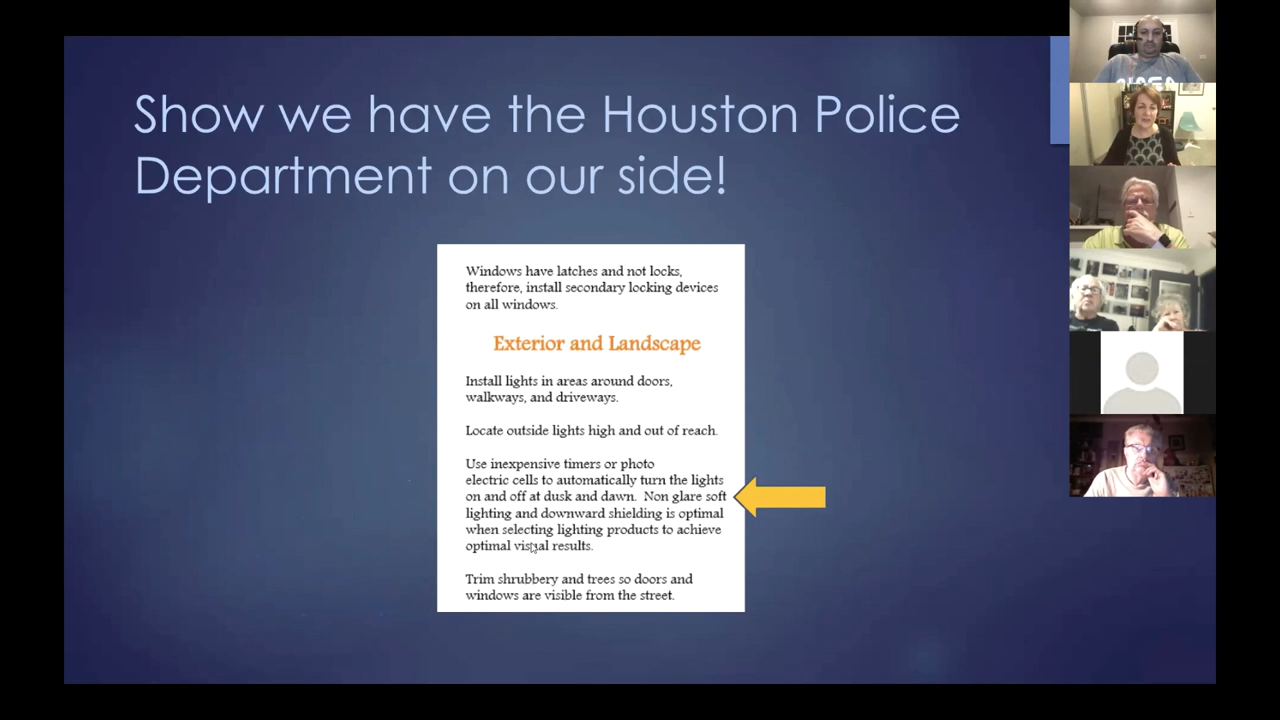 Show we have the Houston Police
Department on our side!
Windows have latches and not locks,
therefore, install secondary locking devices
on all windows.
Exterior and Landscape
Install lights in areas around doors,
walkways, and driveways.
Locate outside lights high and out of reach.
Use inexpensive timers or photo
electric cells to automatically turn the lights
on and off at dusk and dawn.  Non glare soft
lighting and downward shielding is optimal
when selecting lighting products to achieve
optimal visual results.
Trim shrubbery and trees so doors and
windows are visible from the street.